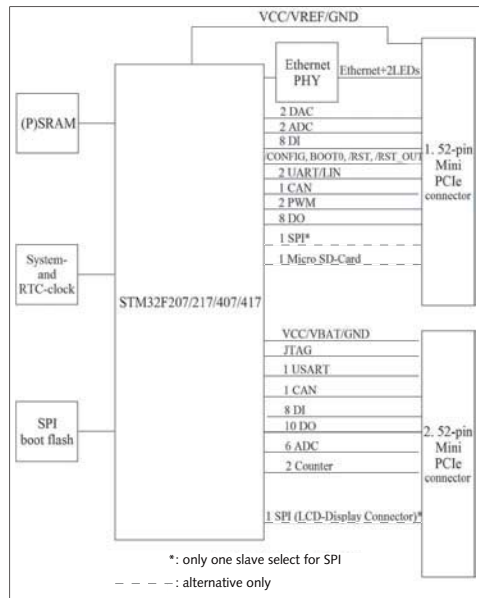 VCC/VREF/GND
Ethernet
PHY
Ethernet+2LEDs
(P)SRAM
2 DAC
2 ADC
8 DI
/CONFIG, BOOT0, /RST, /RST_OUT
2 UART/LIN
1 CAN
2 PWM
8 DO
1 SPI*
1 Micro SD-Card
1. 52-pin
Mini
PCIe
connector
System-
and
RTC-clock
STM32F207/217/407/417
VCC/VBAT/GND
JTAG
1 USART
1 CAN
8 DI
10 DO
6 ADC
2 Counter
1 SPI (LCD-Display Connector)*
2. 52-pin
Mini
PCIe
connector
SPI
boot flash
*: only one slave select for SPI
– – – –: alternative only